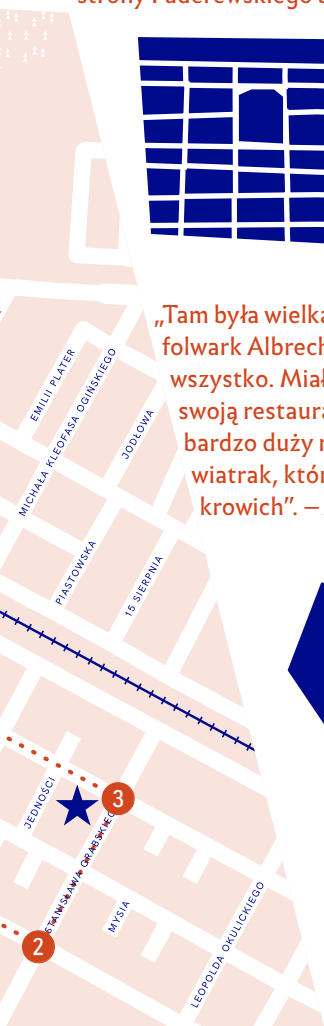 strony Paderewskiego
„Tam była wielka
folwark Albrech
wszystko. Miał
swoją restaura
bardzo duży
wiatrak, któr
krowich”. –
EMILII PLATER
MICHAŁA KLEOFASA OGIŃSKIEGO
JODŁOWA
PIASTOWSKA
15 SIERPNIA
JEDNOŚCI
3
STANISŁAWA GRABSKIEGO
MYSIA
2
LEOPOLDA OKULICKIEGO